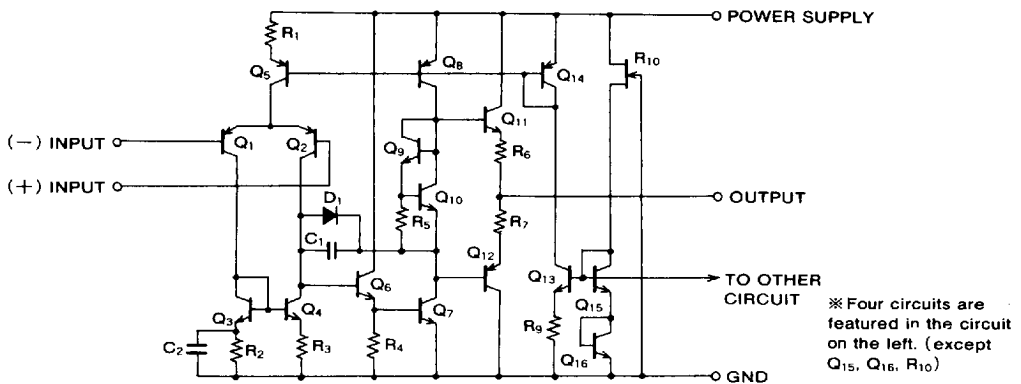 POWER SUPPLY
R1
R10
Q5
Q8
Q14
Q11
(−) INPUT
Q1
Q2
Q9
R6
(+) INPUT
Q10
D1
OUTPUT
C1
R5
R7
Q12
Q6
Q13
TO OTHER
CIRCUIT
Q15
Q3
Q4
Q7
C2
R2
R3
R4
R9
Q16
※Four circuits are
featured in the circuit
on the left. (except
Q15, Q16, R10)
GND